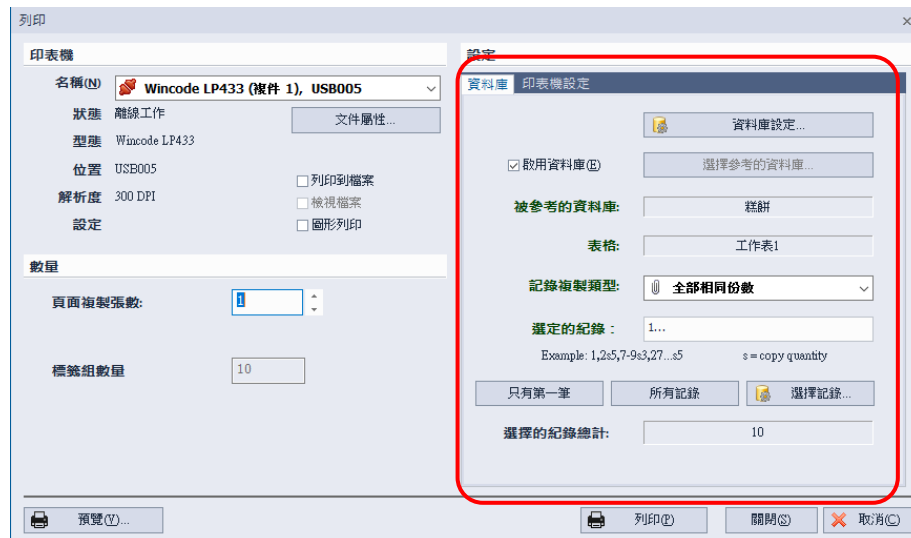 列印
印表機
名稱(N)
Wincode LP433 (複件 1), USB005
狀態
離線工作
文件屬性...
型態
Wincode LP433
位置
USB005
列印到檔案
解析度
300 DPI
檢視檔案
設定
圖形列印
數量
頁面複製張數:
1
標籤組數量
10
設定
資料庫
印表機設定
資料庫設定...
啟用資料庫(E)
選擇參考的資料庫...
被參考的資料庫:
糕餅
表格:
工作表1
記錄複製類型:
全部相同份數
選定的紀錄：
1...
Example: 1,2s5,7-9s3,27...s5
s = copy quantity
只有第一筆
所有記錄
選擇記錄...
選擇的紀錄總計:
10
預覽(V)...
列印(P)
關閉(S)
取消(C)